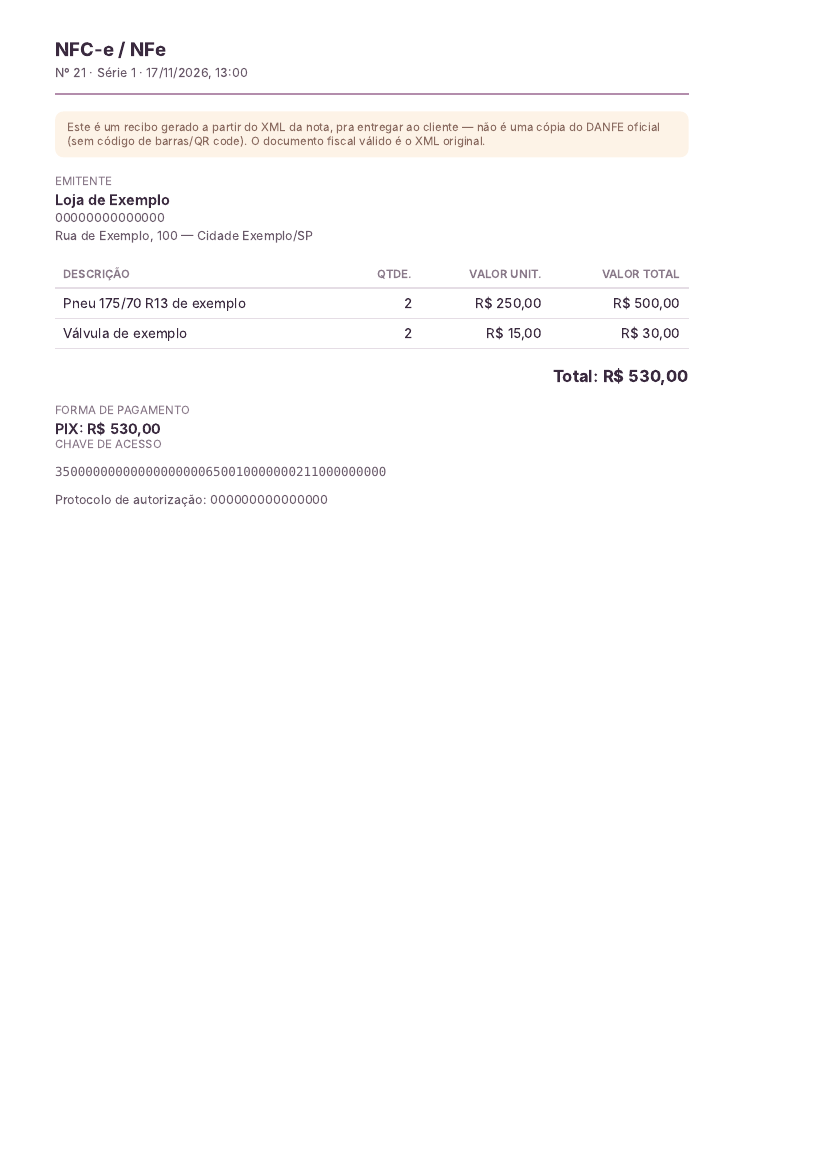 NFC-e / NFe
Nº 21 · Série 1 · 17/11/2026, 13:00
Este é um recibo gerado a partir do XML da nota, pra entregar ao cliente — não é uma cópia do DANFE oficial
(sem código de barras/QR code). O documento fiscal válido é o XML original.
EMITENTE
Loja de Exemplo
00000000000000
Rua de Exemplo, 100 — Cidade Exemplo/SP
DESCRIÇÃO QTDE. VALOR UNIT. VALOR TOTAL
Pneu 175/70 R13 de exemplo 2 R$ 250,00 R$ 500,00
Válvula de exemplo 2 R$ 15,00 R$ 30,00
Total: R$ 530,00
FORMA DE PAGAMENTO
PIX: R$ 530,00
CHAVE DE ACESSO
35000000000000000000650010000000211000000000
Protocolo de autorização: 000000000000000